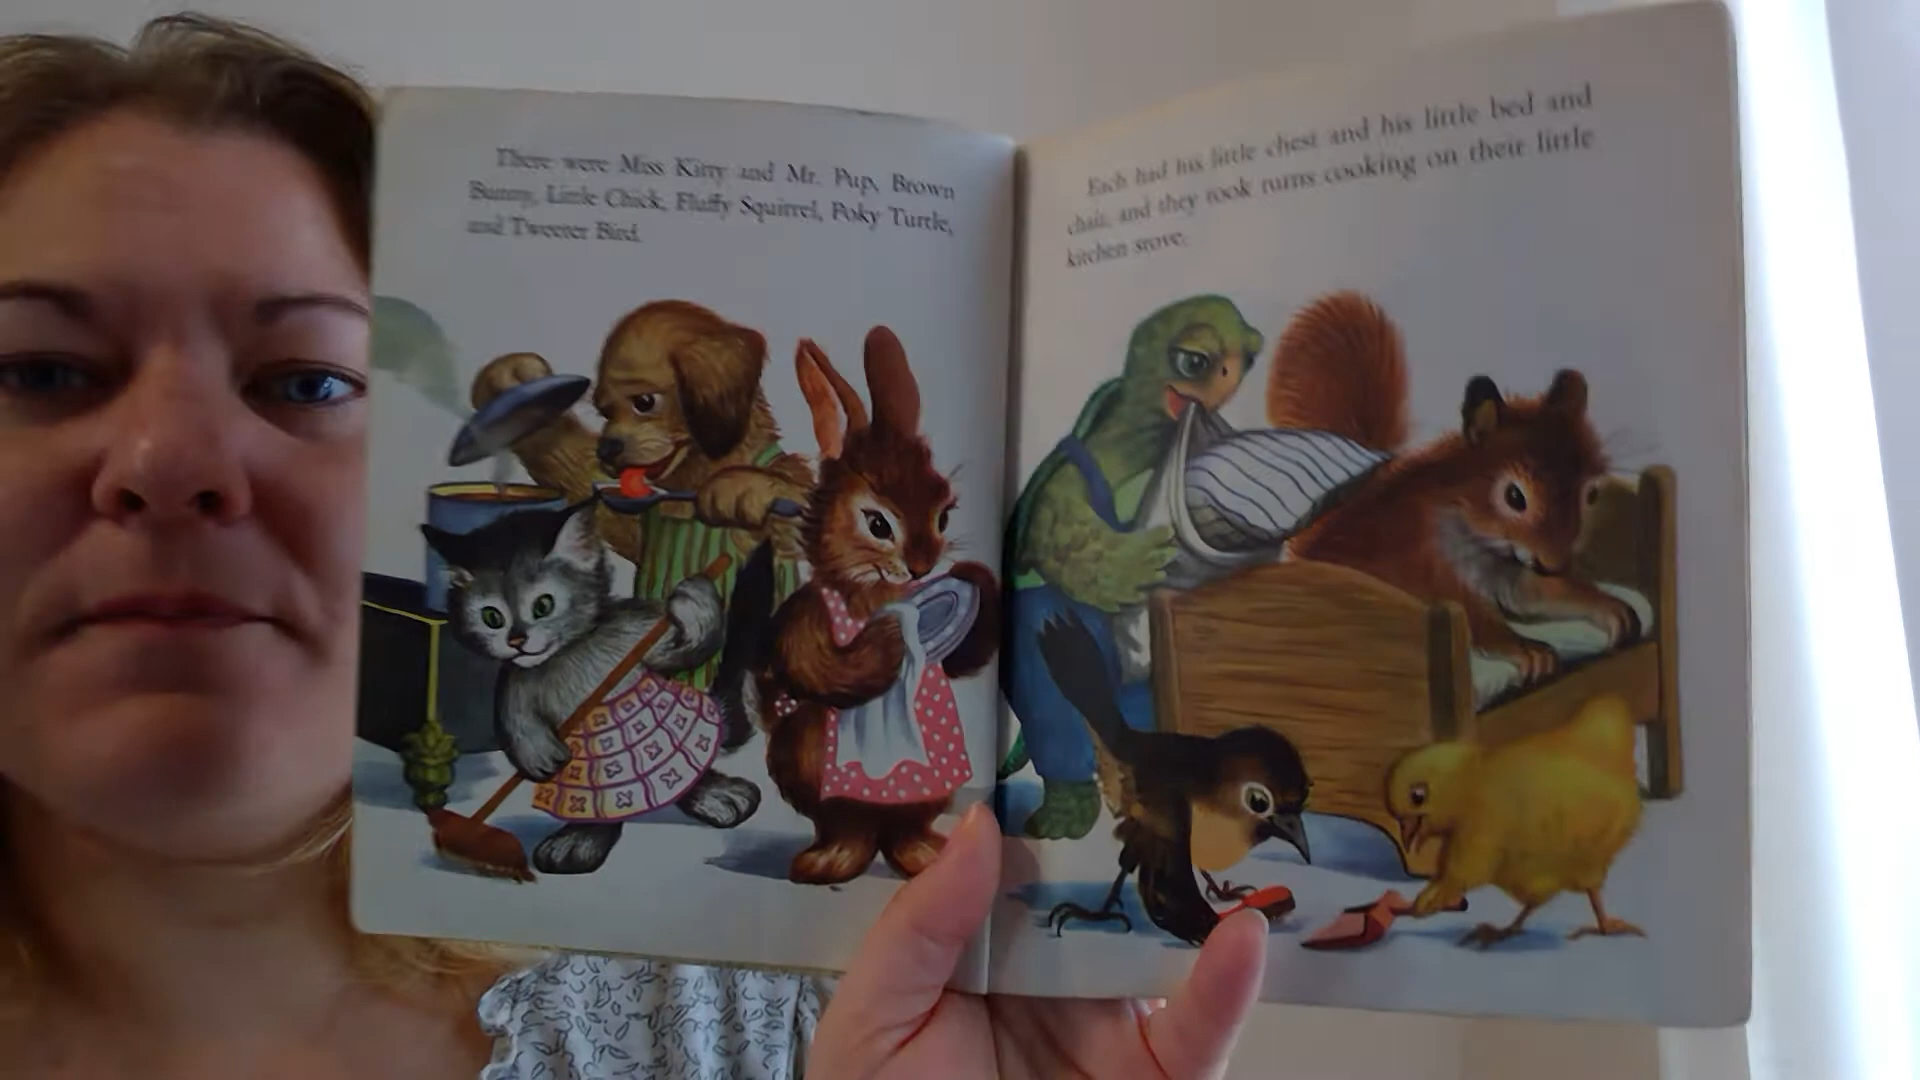 There were Miss Kitty and Mr. Pup, Brown
Bunny, Little Chick, Fluffy Squirrel, Poky Turtle,
and Tweeter Bird.
Each had his little chest and his little bed and
chair, and they took turns cooking on their little
kitchen stove.